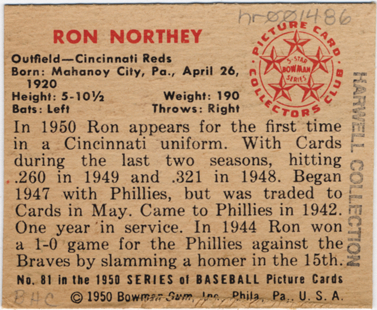 RON NORTHEY
hr001486
Outfield—Cincinnati Reds
Born: Mahanoy City, Pa., April 26,
1920
Height: 5-10½ Weight: 190
Bats: Left Throws: Right
PICTURE CARD
5-STAR
BOWMAN
SERIES
COLLECTORS CLUB
HARWELL COLLECTION
In 1950 Ron appears for the first time
in a Cincinnati uniform. With Cards
during the last two seasons, hitting
.260 in 1949 and .321 in 1948. Began
1947 with Phillies, but was traded to
Cards in May. Came to Phillies in 1942.
One year in service. In 1944 Ron won
a 1-0 game for the Phillies against the
Braves by slamming a homer in the 15th.
No. 81 in the 1950 SERIES of BASEBALL Picture Cards
BHC ©1950 Bowman Gum, Inc., Phila., Pa., U. S. A.